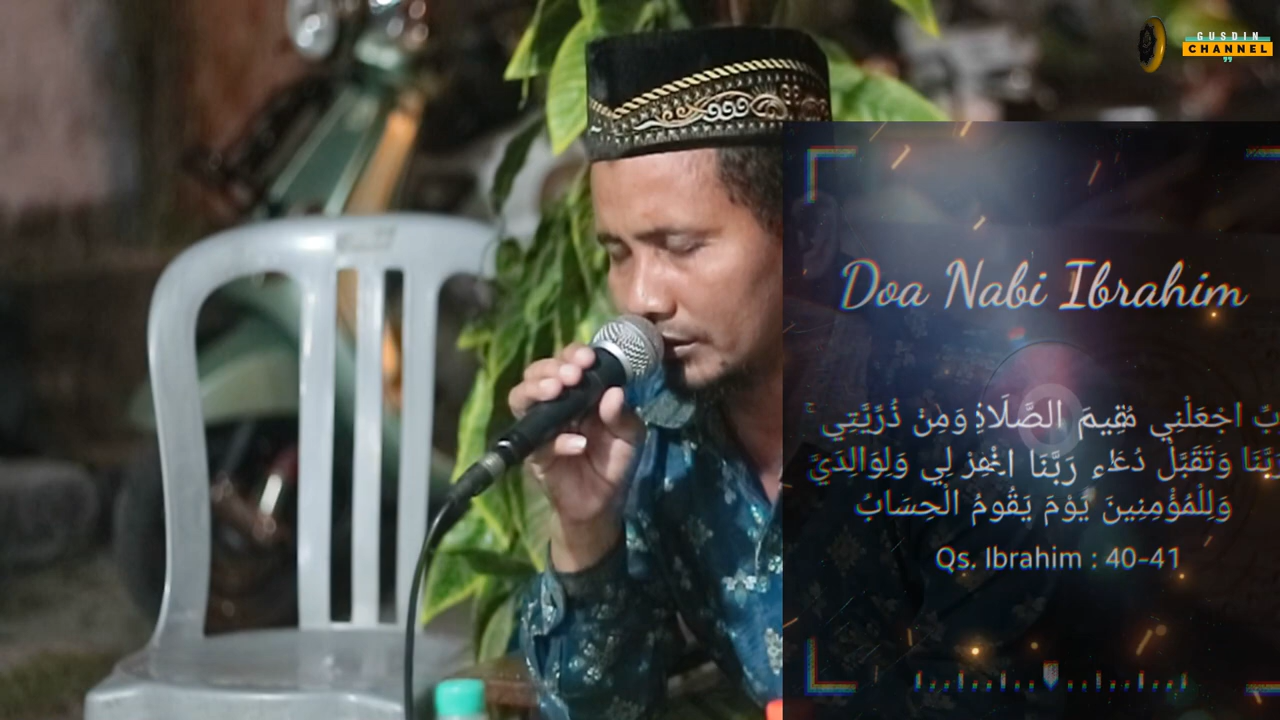 GUSDIN
CHANNEL
Doa Nabi Ibrahim
بِّ اجْعَلْنِي مُقِيمَ الصَّلَاةِ وَمِنْ ذُرِّيَّتِي ۚ
رَبَّنَا وَتَقَبَّلْ دُعَاءِ رَبَّنَا اغْفِرْ لِي وَلِوَالِدَيَّ
وَلِلْمُؤْمِنِينَ يَوْمَ يَقُومُ الْحِسَابُ
Qs. Ibrahim : 40-41